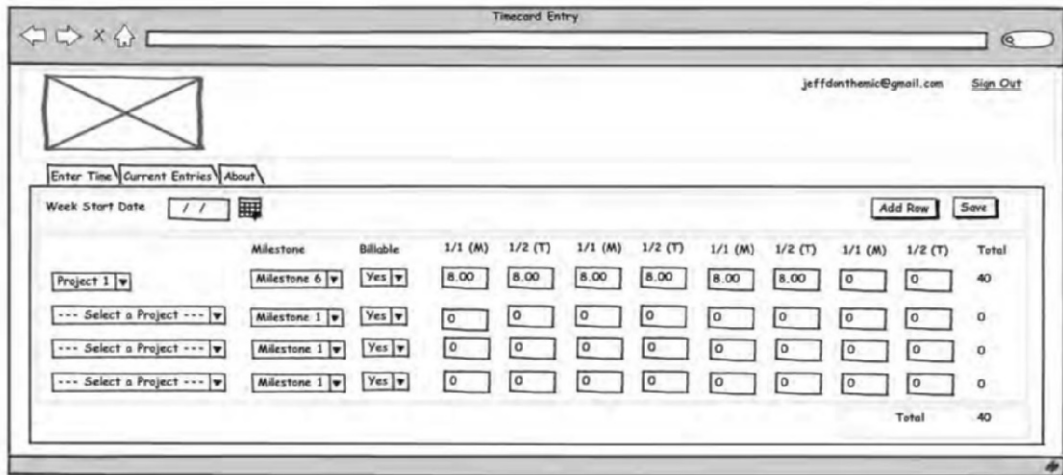 Timecard Entry
X
jeffdonthemic@gmail.com Sign Out
Enter Time Current Entries About
Week Start Date / / Add Row Save
Milestone Billable 1/1 (M) 1/2 (T) 1/1 (M) 1/2 (T) 1/1 (M) 1/2 (T) 1/1 (M) 1/2 (T) Total
Project 1 Milestone 6 Yes 8.00 8.00 8.00 8.00 8.00 8.00 0 0 40
--- Select a Project --- Milestone 1 Yes 0 0 0 0 0 0 0 0 0
--- Select a Project --- Milestone 1 Yes 0 0 0 0 0 0 0 0 0
--- Select a Project --- Milestone 1 Yes 0 0 0 0 0 0 0 0 0
Total 40